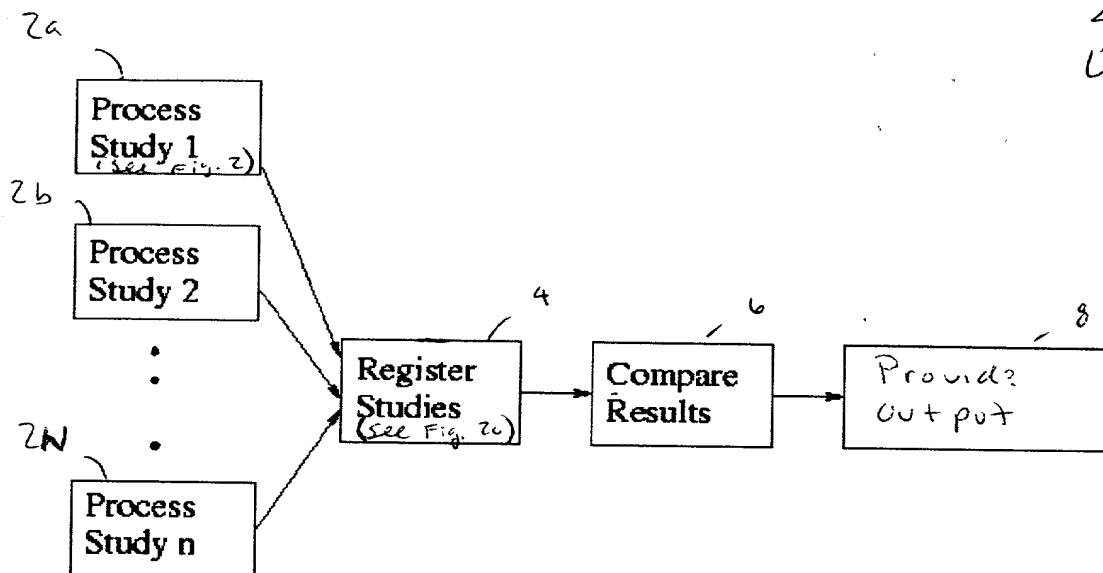 2a
Process
Study 1
(see Fig. 2)
2b
Process
Study 2
2N
Process
Study n
4
Register
Studies
(see Fig. 20)
6
Compare
Results
8
Provide
output